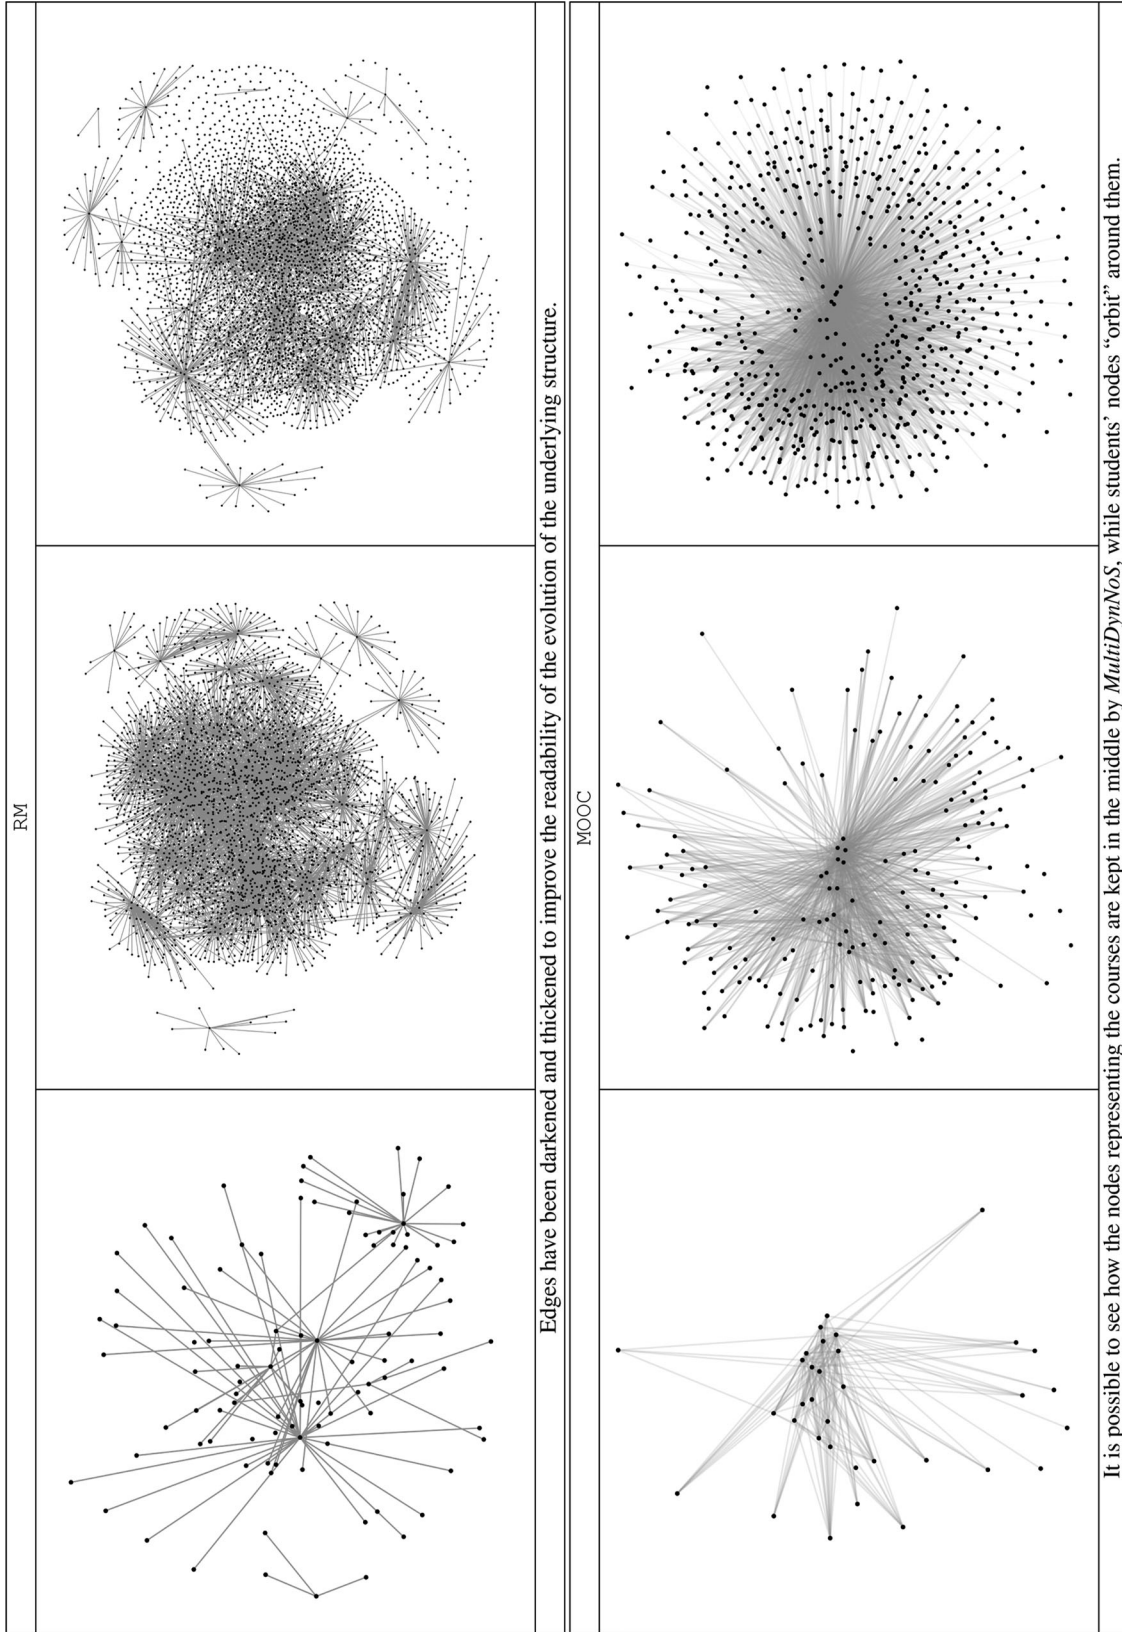 RM
Edges have been darkened and thickened to improve the readability of the evolution of the underlying structure.
MOOC
It is possible to see how the nodes representing the courses are kept in the middle by MultiDynNoS, while students’ nodes “orbit” around them.